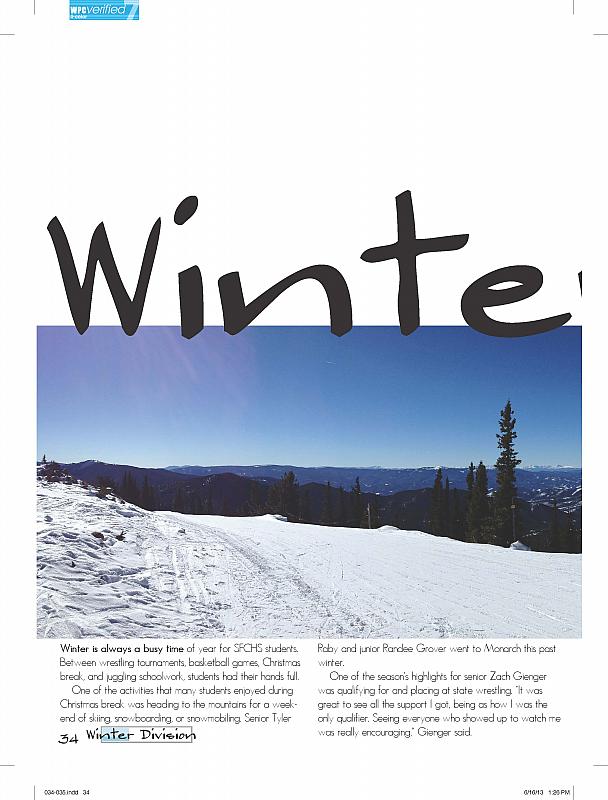 WPC verified 7
4-color
Winte
Winter is always a busy time of year for SFCHS students.
Between wrestling tournaments, basketball games, Christmas
break, and juggling schoolwork, students had their hands full.
One of the activities that many students enjoyed during
Christmas break was heading to the mountains for a week-
end of skiing, snowboarding, or snowmobiling. Senior Tyler
Raby and junior Randee Grover went to Monarch this past
winter.
One of the season's highlights for senior Zach Gienger
was qualifying for and placing at state wrestling. "It was
great to see all the support I got, being as how I was the
only qualifier. Seeing everyone who showed up to watch me
was really encouraging." Gienger said.
34 Winter Division
034-035.indd 34
6/16/13 1:26 PM